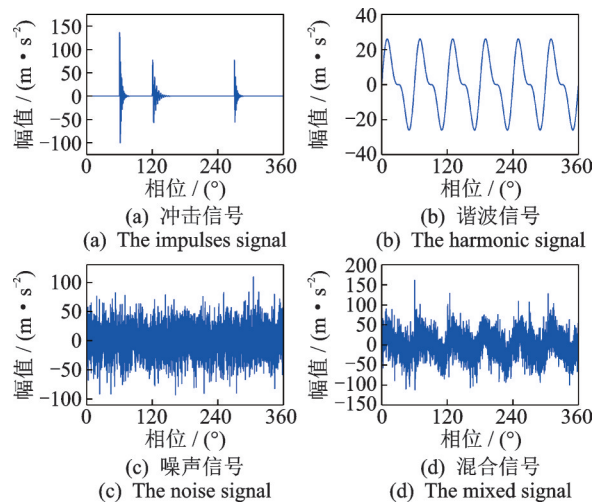 幅值 / (m·s⁻²)
150
100
50
0
−50
−100
0 120 240 360
相位 / (°)
(a) 冲击信号
(a) The impulses signal
幅值 / (m·s⁻²)
40
20
0
−20
−40
0 120 240 360
相位 / (°)
(b) 谐波信号
(b) The harmonic signal
幅值 / (m·s⁻²)
100
50
0
−50
−100
0 120 240 360
相位 / (°)
(c) 噪声信号
(c) The noise signal
幅值 / (m·s⁻²)
200
150
100
50
0
−50
−100
−150
0 120 240 360
相位 / (°)
(d) 混合信号
(d) The mixed signal